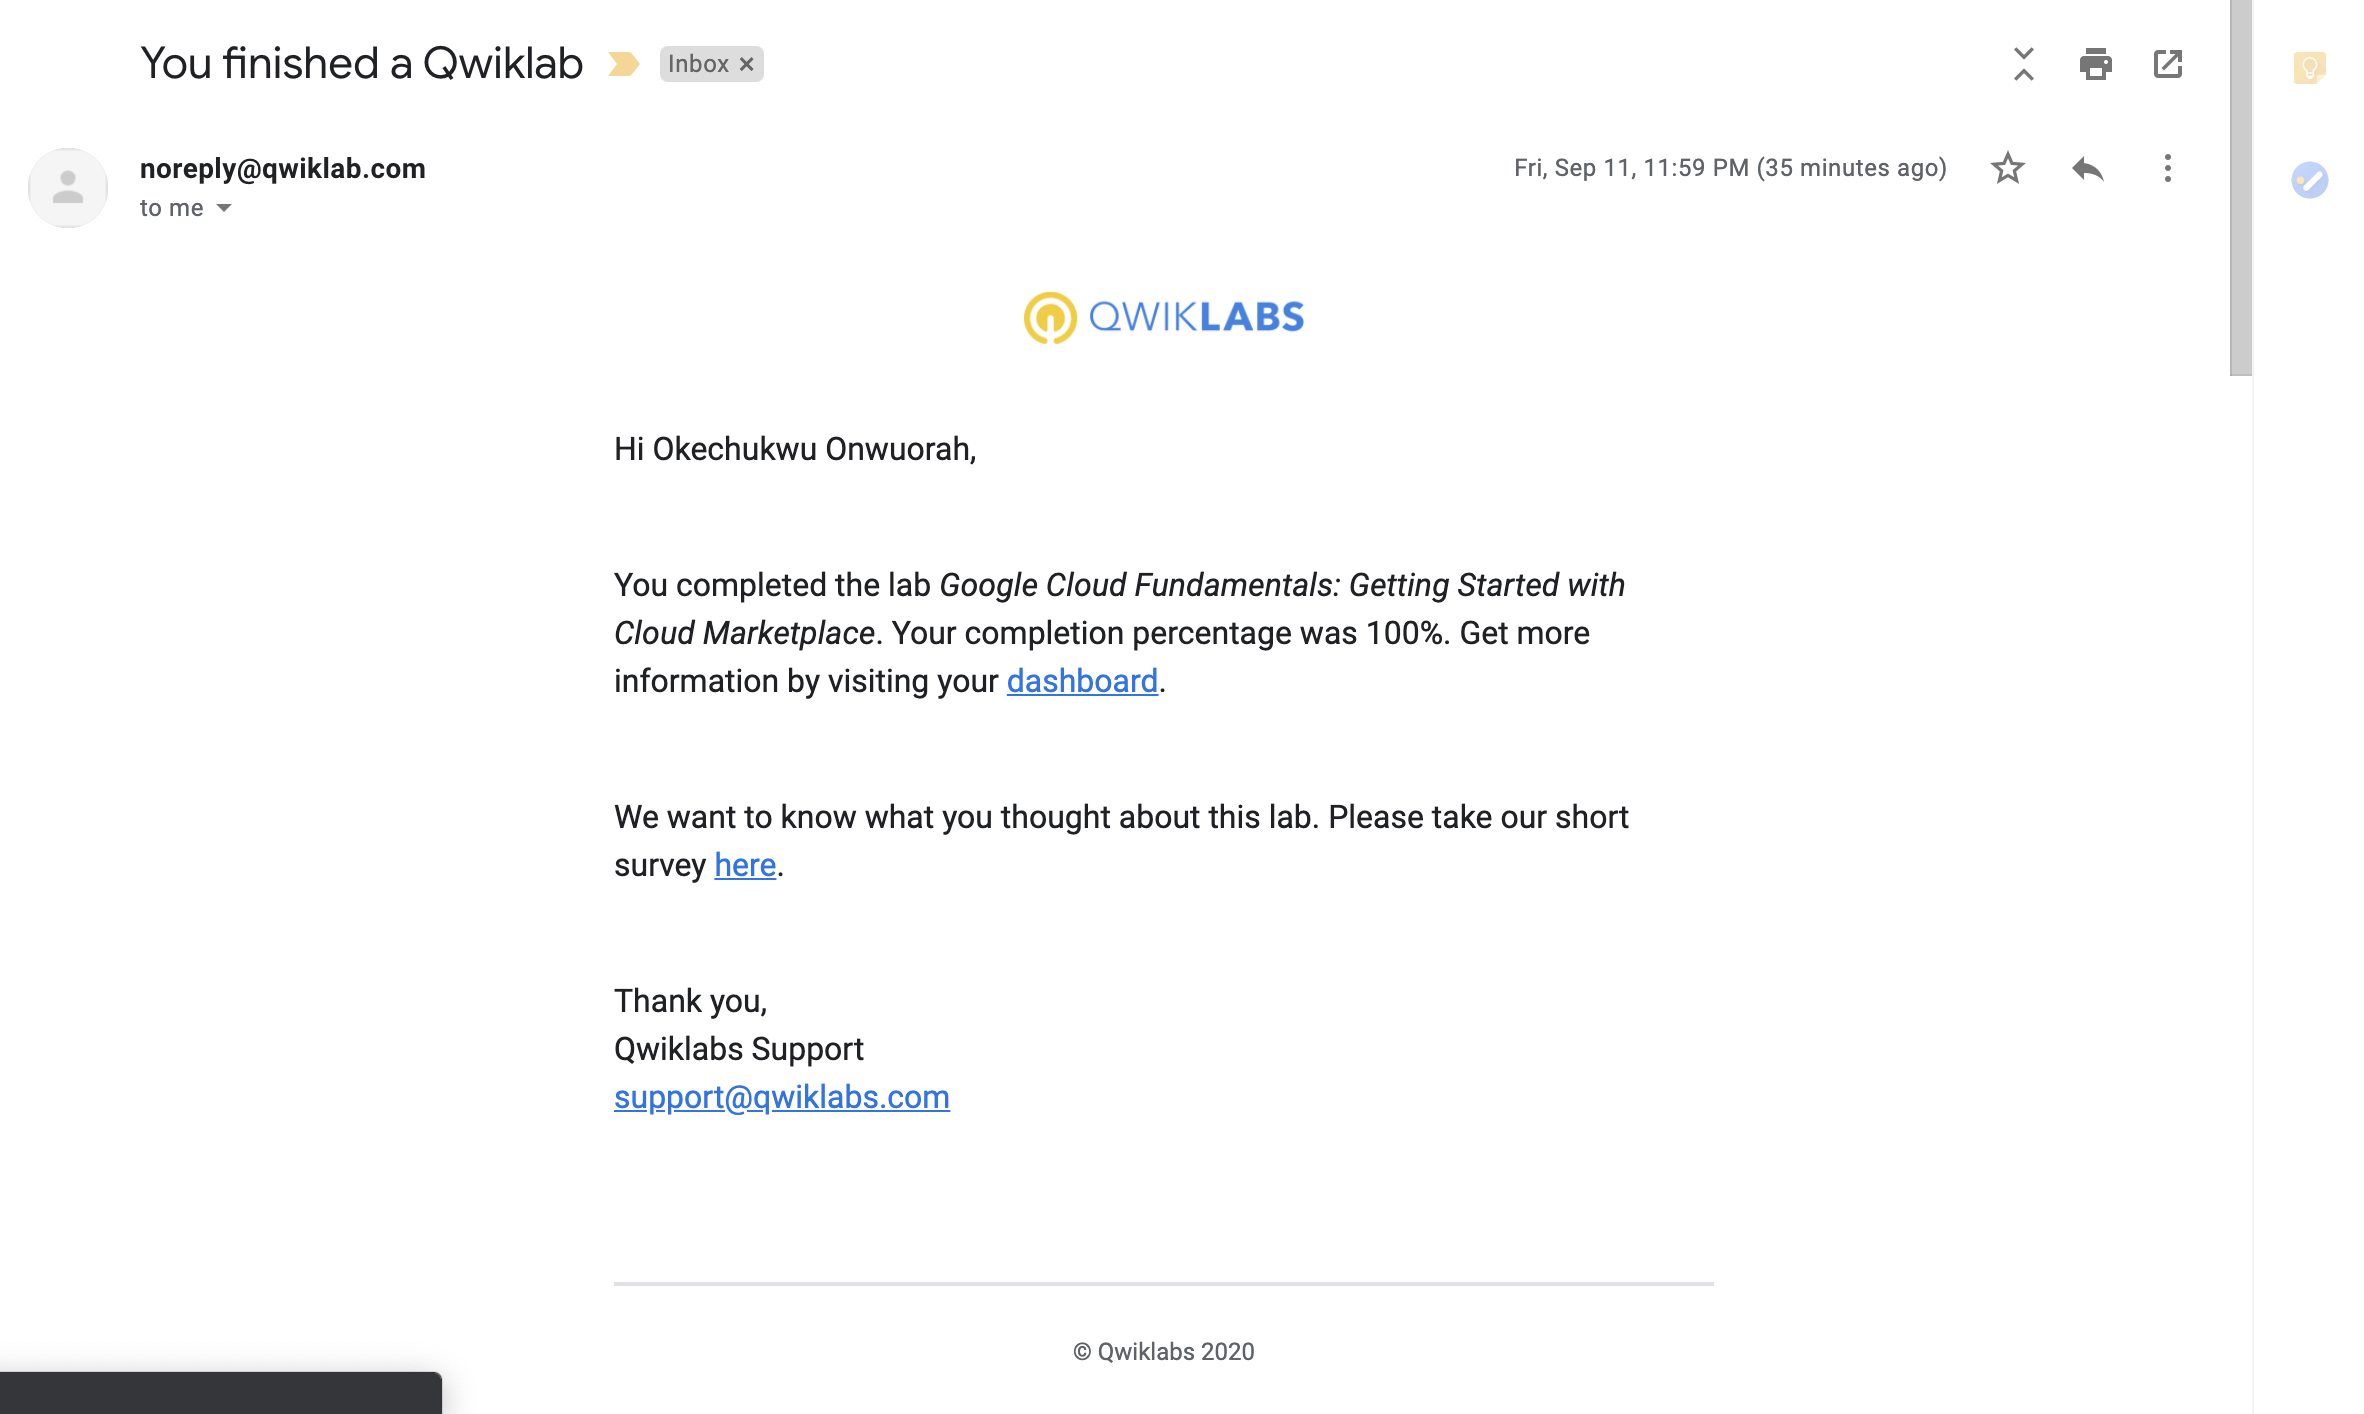 You finished a Qwiklab
Inbox ×
noreply@qwiklab.com
Fri, Sep 11, 11:59 PM (35 minutes ago)
to me
QWIKLABS
Hi Okechukwu Onwuorah,
You completed the lab Google Cloud Fundamentals: Getting Started with
Cloud Marketplace. Your completion percentage was 100%. Get more
information by visiting your dashboard.
We want to know what you thought about this lab. Please take our short
survey here.
Thank you,
Qwiklabs Support
support@qwiklabs.com
© Qwiklabs 2020